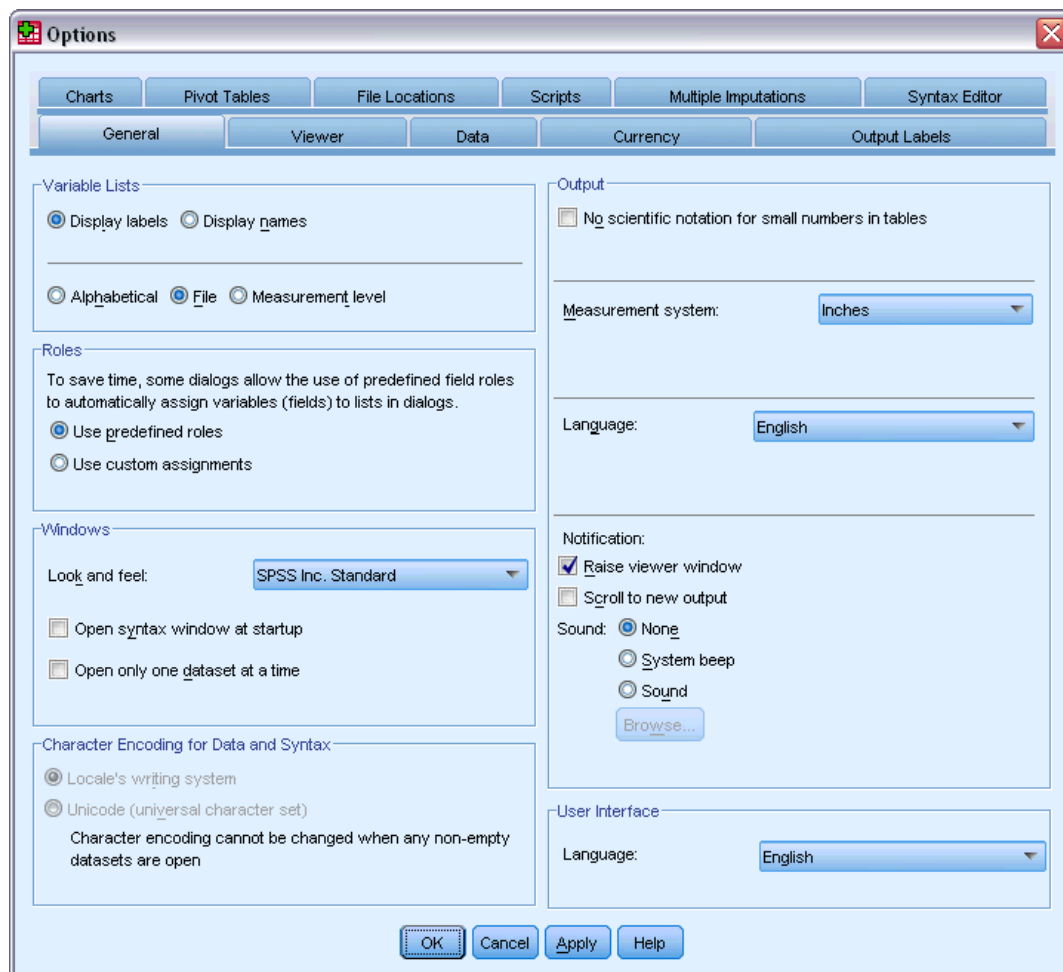 Options
Charts
Pivot Tables
File Locations
Scripts
Multiple Imputations
Syntax Editor
General
Viewer
Data
Currency
Output Labels
Variable Lists
Display labels
Display names
Alphabetical
File
Measurement level
Roles
To save time, some dialogs allow the use of predefined field roles
to automatically assign variables (fields) to lists in dialogs.
Use predefined roles
Use custom assignments
Windows
Look and feel:
SPSS Inc. Standard
Open syntax window at startup
Open only one dataset at a time
Character Encoding for Data and Syntax
Locale's writing system
Unicode (universal character set)
Character encoding cannot be changed when any non-empty
datasets are open
Output
No scientific notation for small numbers in tables
Measurement system:
Inches
Language:
English
Notification:
Raise viewer window
Scroll to new output
Sound:
None
System beep
Sound
Browse...
User Interface
Language:
English
OK
Cancel
Apply
Help